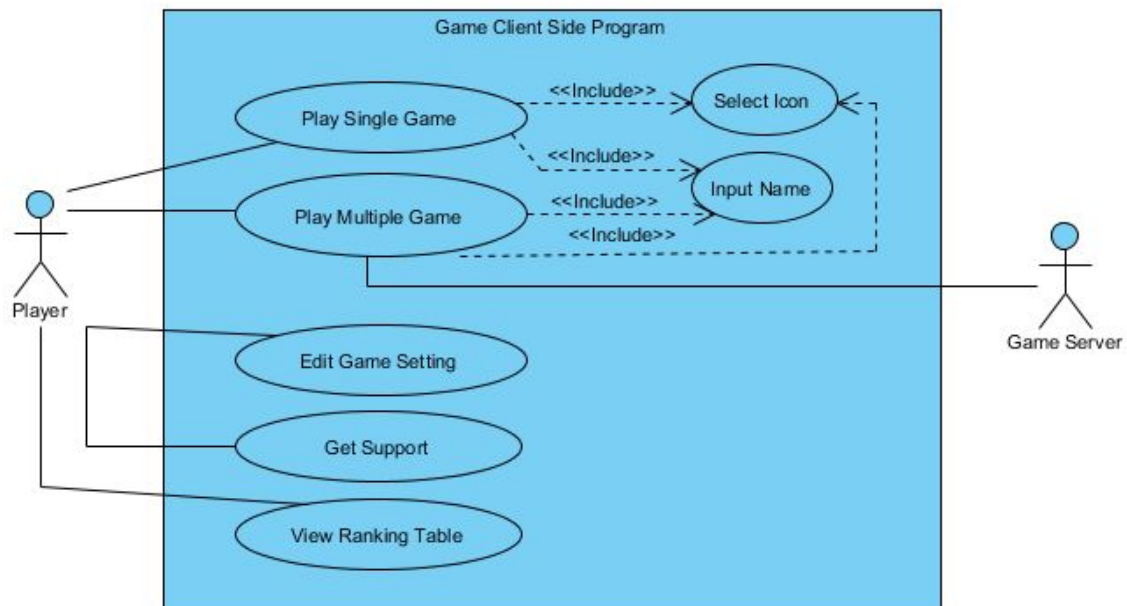 Game Client Side Program
<<Include>>
Select Icon
Play Single Game
<<Include>>
Input Name
Play Multiple Game
<<Include>>
<<Include>>
Player
Game Server
Edit Game Setting
Get Support
View Ranking Table